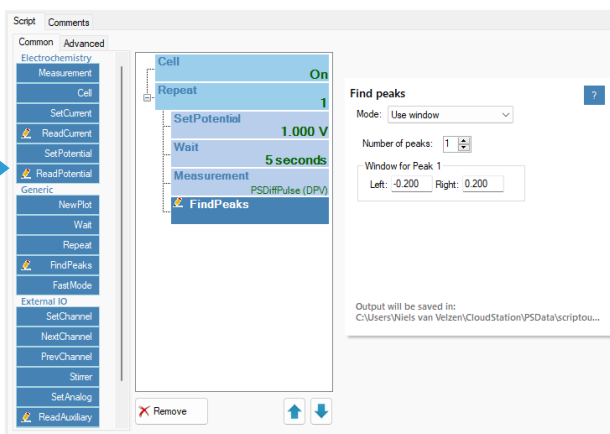 Script Comments
Common Advanced
Electrochemistry
Measurement
Cell
SetCurrent
ReadCurrent
SetPotential
ReadPotential
Generic
NewPlot
Wait
Repeat
FindPeaks
FastMode
External IO
SetChannel
NextChannel
PrevChannel
Stirrer
SetAnalog
ReadAuxiliary
Cell
On
Repeat
1
SetPotential
1.000 V
Wait
5 seconds
Measurement
PSDiffPulse (DPV)
FindPeaks
Remove
Find peaks
?
Mode: Use window
Number of peaks: 1
Window for Peak 1
Left: -0.200 Right: 0.200
Output will be saved in:
C:\Users\Niels van Velzen\CloudStation\PSData\scriptou...